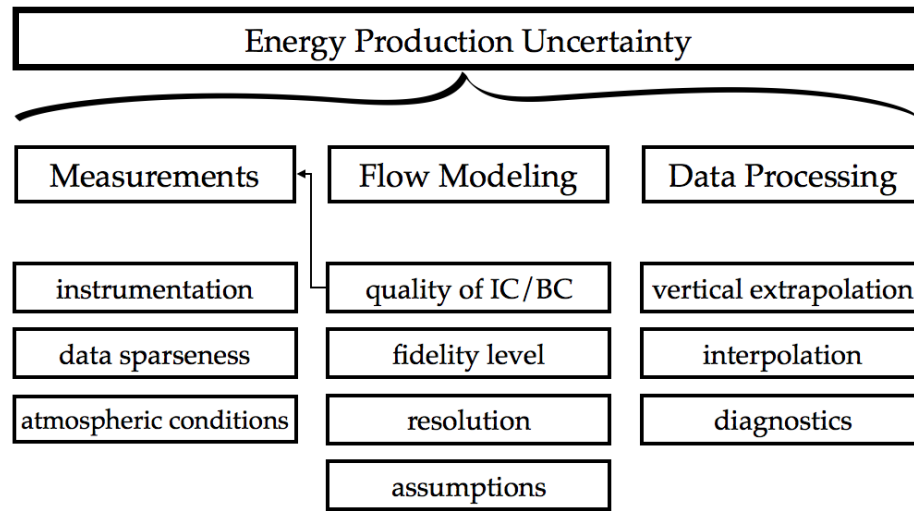 Energy Production Uncertainty
Measurements
Flow Modeling
Data Processing
instrumentation
quality of IC/BC
vertical extrapolation
data sparseness
fidelity level
interpolation
atmospheric conditions
resolution
diagnostics
assumptions